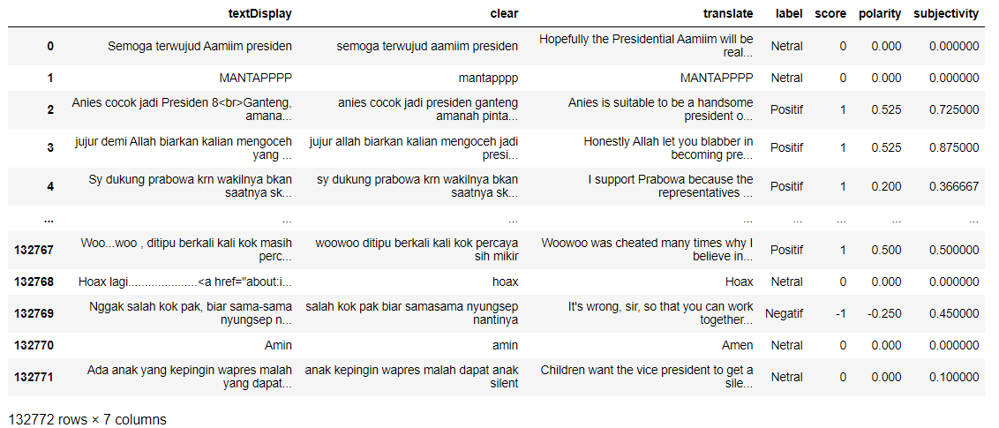 textDisplay clear translate label score polarity subjectivity
0 Semoga terwujud Aamiim presiden semoga terwujud aamiim presiden Hopefully the Presidential Aamiim will be real... Netral 0 0.000 0.000000
1 MANTAPPPP mantapppp MANTAPPPP Netral 0 0.000 0.000000
2 Anies cocok jadi Presiden 8<br>Ganteng, amana... anies cocok jadi presiden ganteng amanah pinta... Anies is suitable to be a handsome president o... Positif 1 0.525 0.725000
3 jujur demi Allah biarkan kalian mengoceh yang ... jujur allah biarkan kalian mengoceh jadi presi... Honestly Allah let you blabber in becoming pre... Positif 1 0.525 0.875000
4 Sy dukung prabowa krn wakilnya bkan saatnya sk... sy dukung prabowa krn wakilnya bkan saatnya sk... I support Prabowa because the representatives ... Positif 1 0.200 0.366667
... ... ... ... ... ... ... ...
132767 Woo...woo , ditipu berkali kali kok masih perc... woowoo ditipu berkali kali kok percaya sih mikir Woowoo was cheated many times why I believe in... Positif 1 0.500 0.500000
132768 Hoax lagi.....................<a href="about:i... hoax Hoax Netral 0 0.000 0.000000
132769 Nggak salah kok pak, biar sama-sama nyungsep n... salah kok pak biar samasama nyungsep nantinya It's wrong, sir, so that you can work together... Negatif -1 -0.250 0.450000
132770 Amin amin Amen Netral 0 0.000 0.000000
132771 Ada anak yang kepingin wapres malah yang dapat... anak kepingin wapres malah dapat anak silent Children want the vice president to get a sile... Netral 0 0.000 0.100000
132772 rows × 7 columns